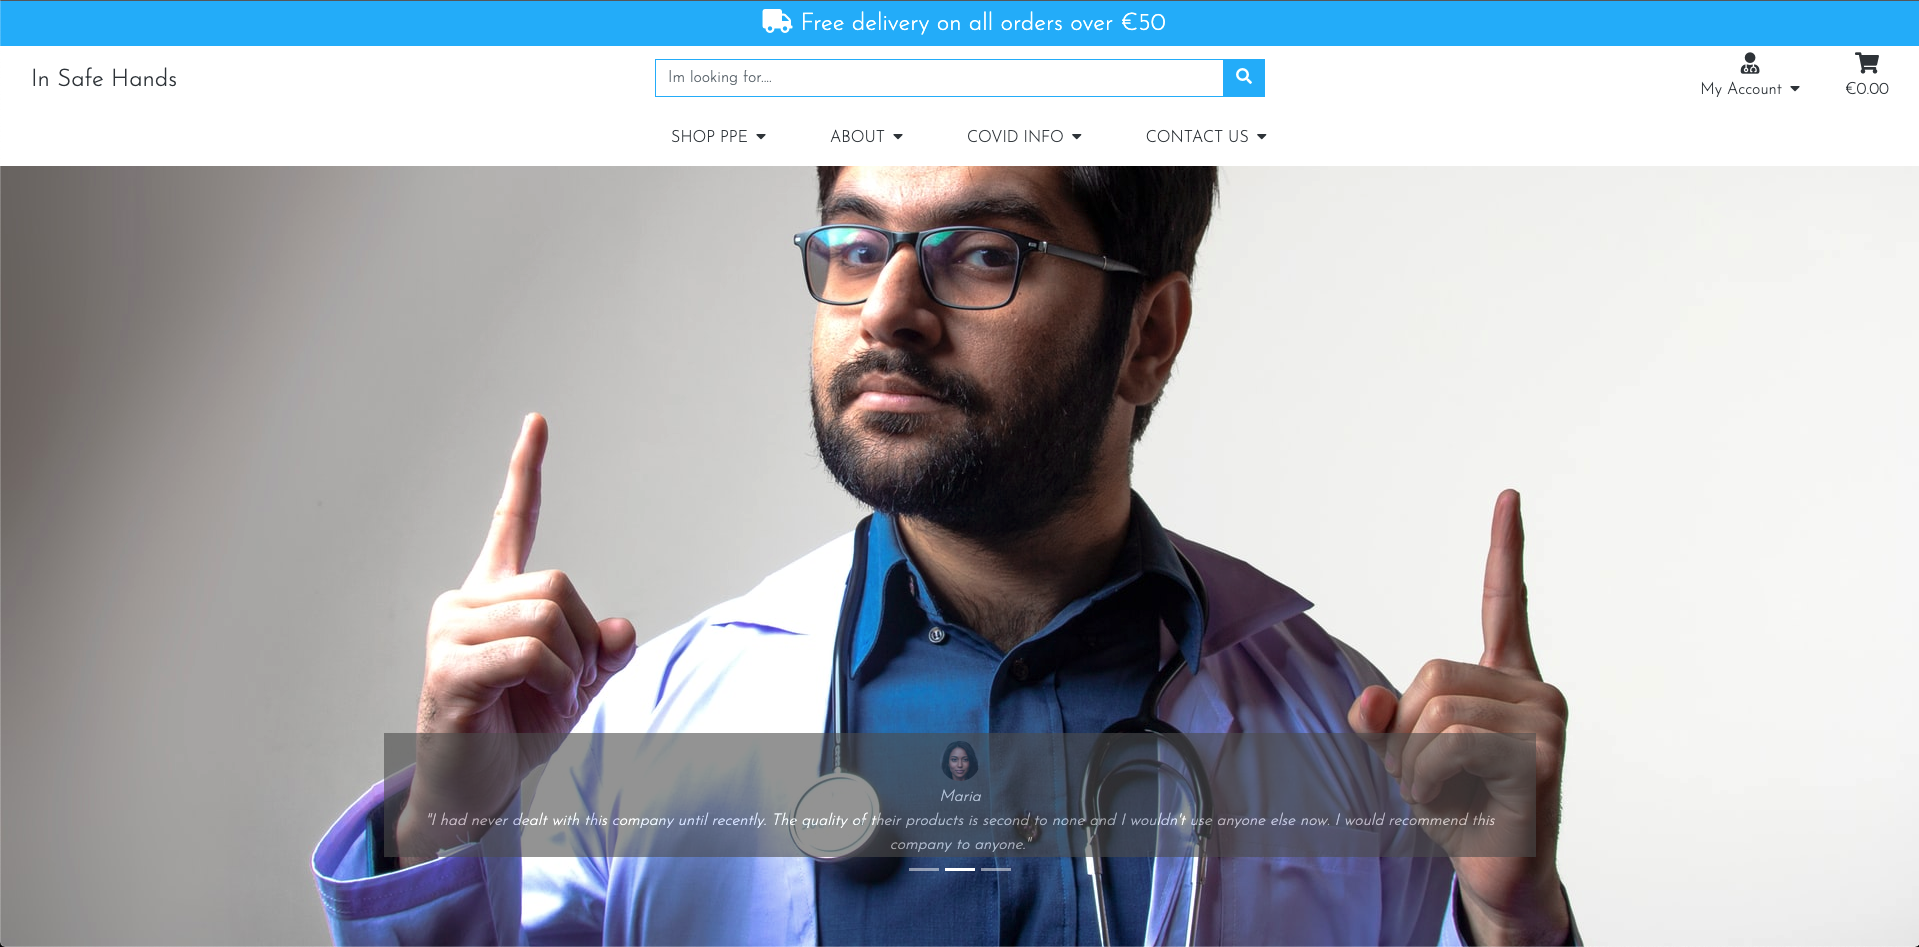 Free delivery on all orders over €50
In Safe Hands
Im looking for....
My Account
€0.00
SHOP PPE
ABOUT
COVID INFO
CONTACT US
Maria
"I had never dealt with this company until recently. The quality of their products is second to none and I wouldn't use anyone else now. I would recommend this
company to anyone."